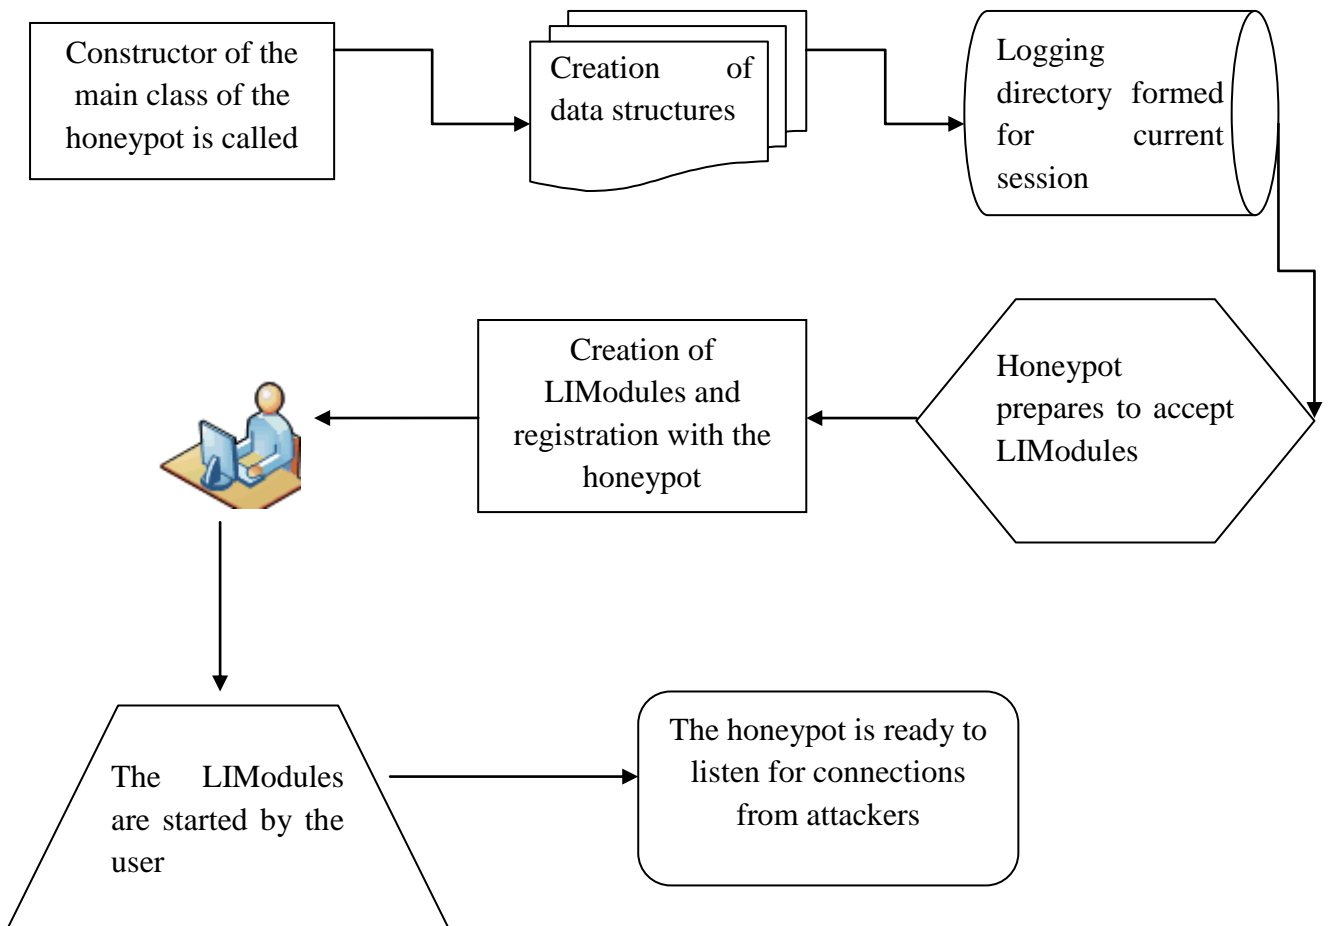 Constructor of the
main class of the
honeypot is called
Creation of
data structures
Logging
directory formed
for current
session
Honeypot
prepares to accept
LIModules
Creation of
LIModules and
registration with the
honeypot
The LIModules
are started by the
user
The honeypot is ready to
listen for connections
from attackers